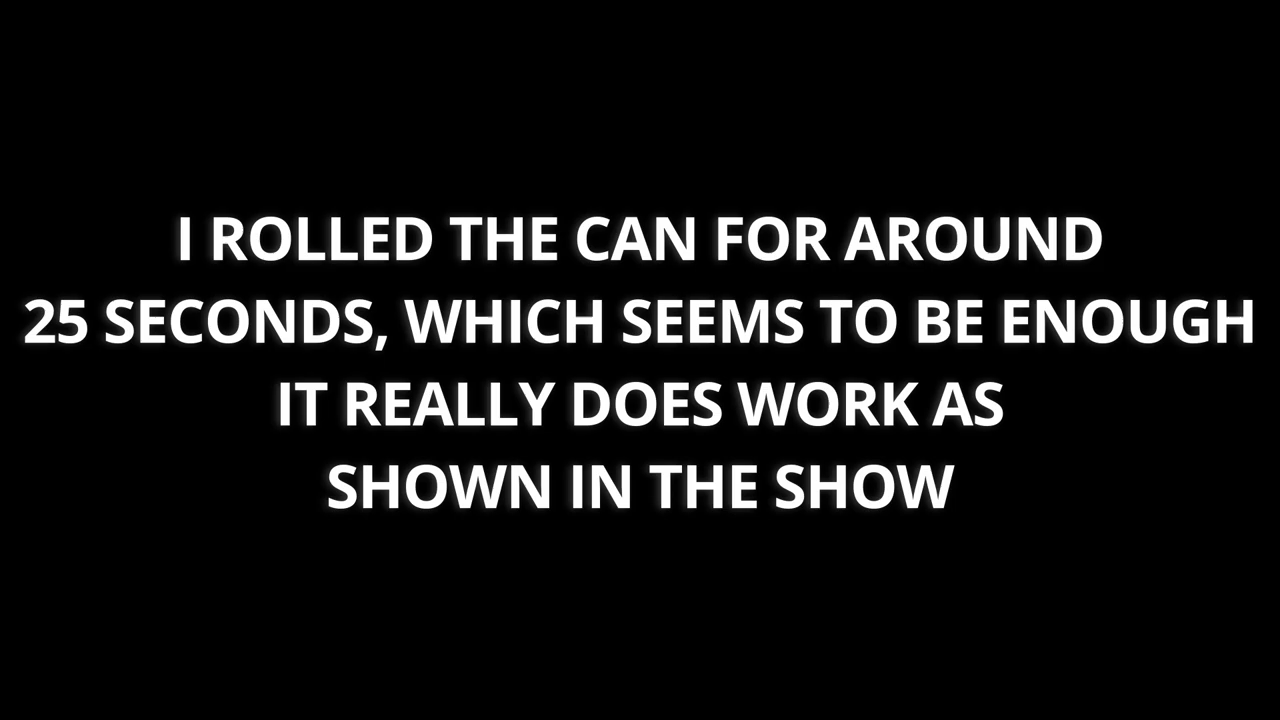 I ROLLED THE CAN FOR AROUND
25 SECONDS, WHICH SEEMS TO BE ENOUGH
IT REALLY DOES WORK AS
SHOWN IN THE SHOW